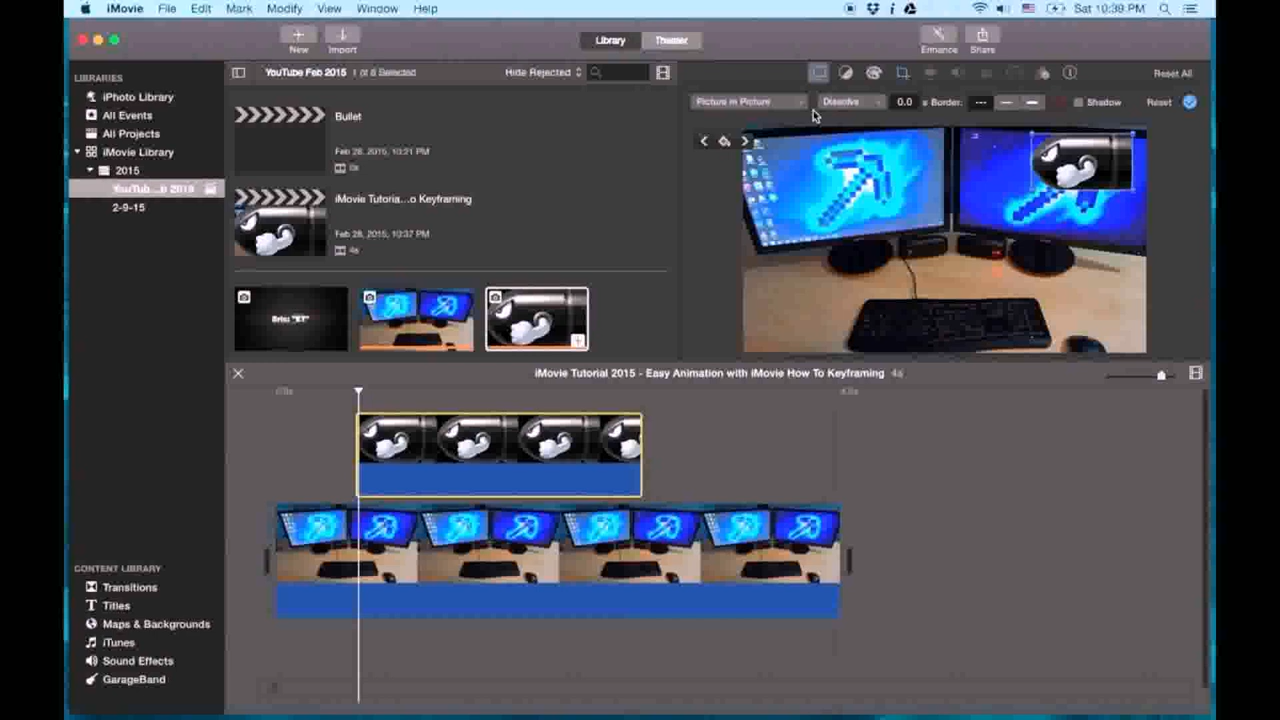 iMovie File Edit Mark Modify View Window Help Sat 10:39 PM
New Import Library Theater Enhance Share
LIBRARIES
iPhoto Library
All Events
All Projects
iMovie Library
2015
YouTub...b 2015
2-9-15
YouTube Feb 2015 1 of 6 Selected Hide Rejected
Bullet
Feb 28, 2015, 10:21 PM
iMovie Tutoria...o Keyframing
Feb 28, 2015, 10:37 PM
4s
Reset All
Picture in Picture Dissolve 0.0 s Border: Shadow Reset
iMovie Tutorial 2015 - Easy Animation with iMovie How To Keyframing 4s
CONTENT LIBRARY
Transitions
T Titles
Maps & Backgrounds
iTunes
Sound Effects
GarageBand